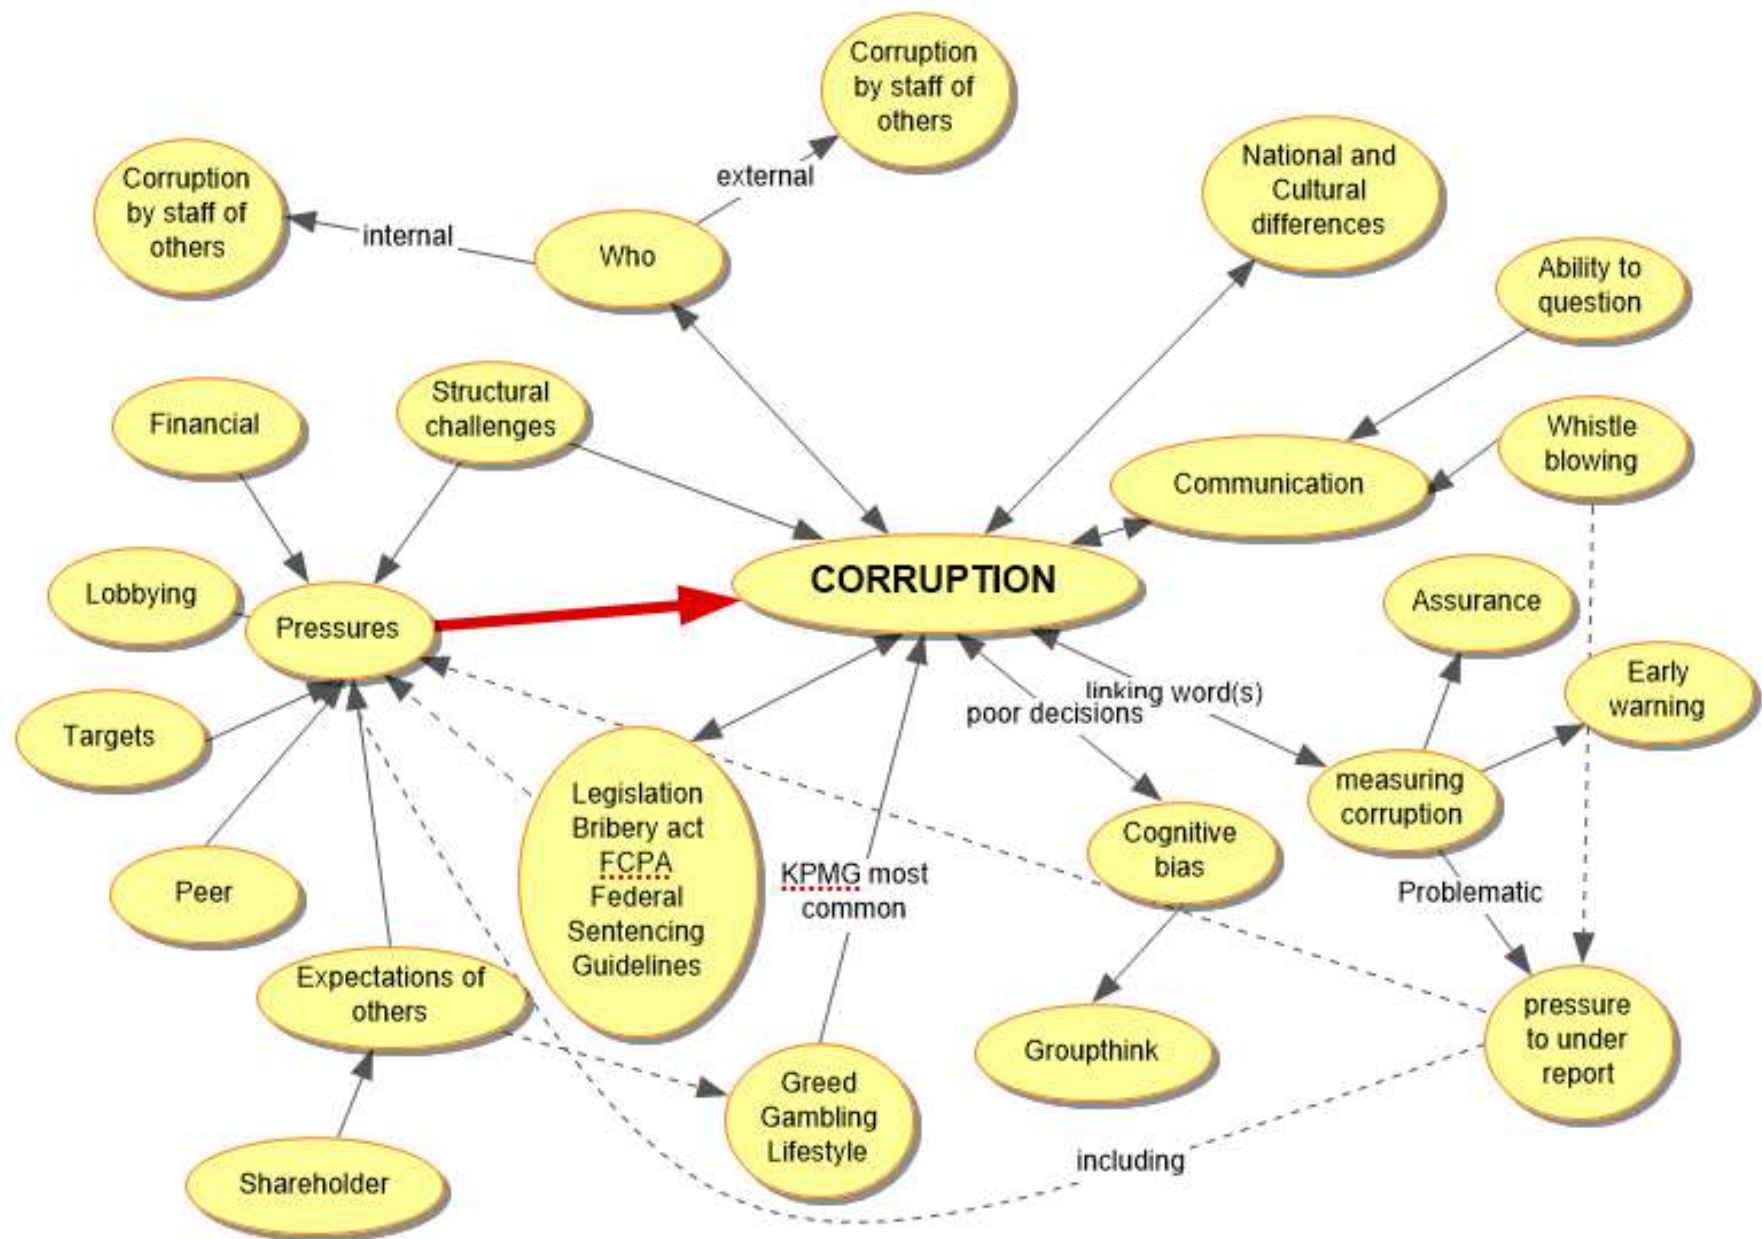 Corruption
by staff of
others
Corruption
by staff of
others
external
internal
Who
National and
Cultural
differences
Ability to
question
Whistle
blowing
Communication
Financial
Structural
challenges
Lobbying
Pressures
CORRUPTION
Assurance
Early
warning
Targets
linking word(s)
poor decisions
measuring
corruption
Legislation
Bribery act
FCPA
Federal
Sentencing
Guidelines
Cognitive
bias
KPMG most
common
Peer
Problematic
Expectations of
others
Groupthink
pressure
to under
report
Greed
Gambling
Lifestyle
including
Shareholder